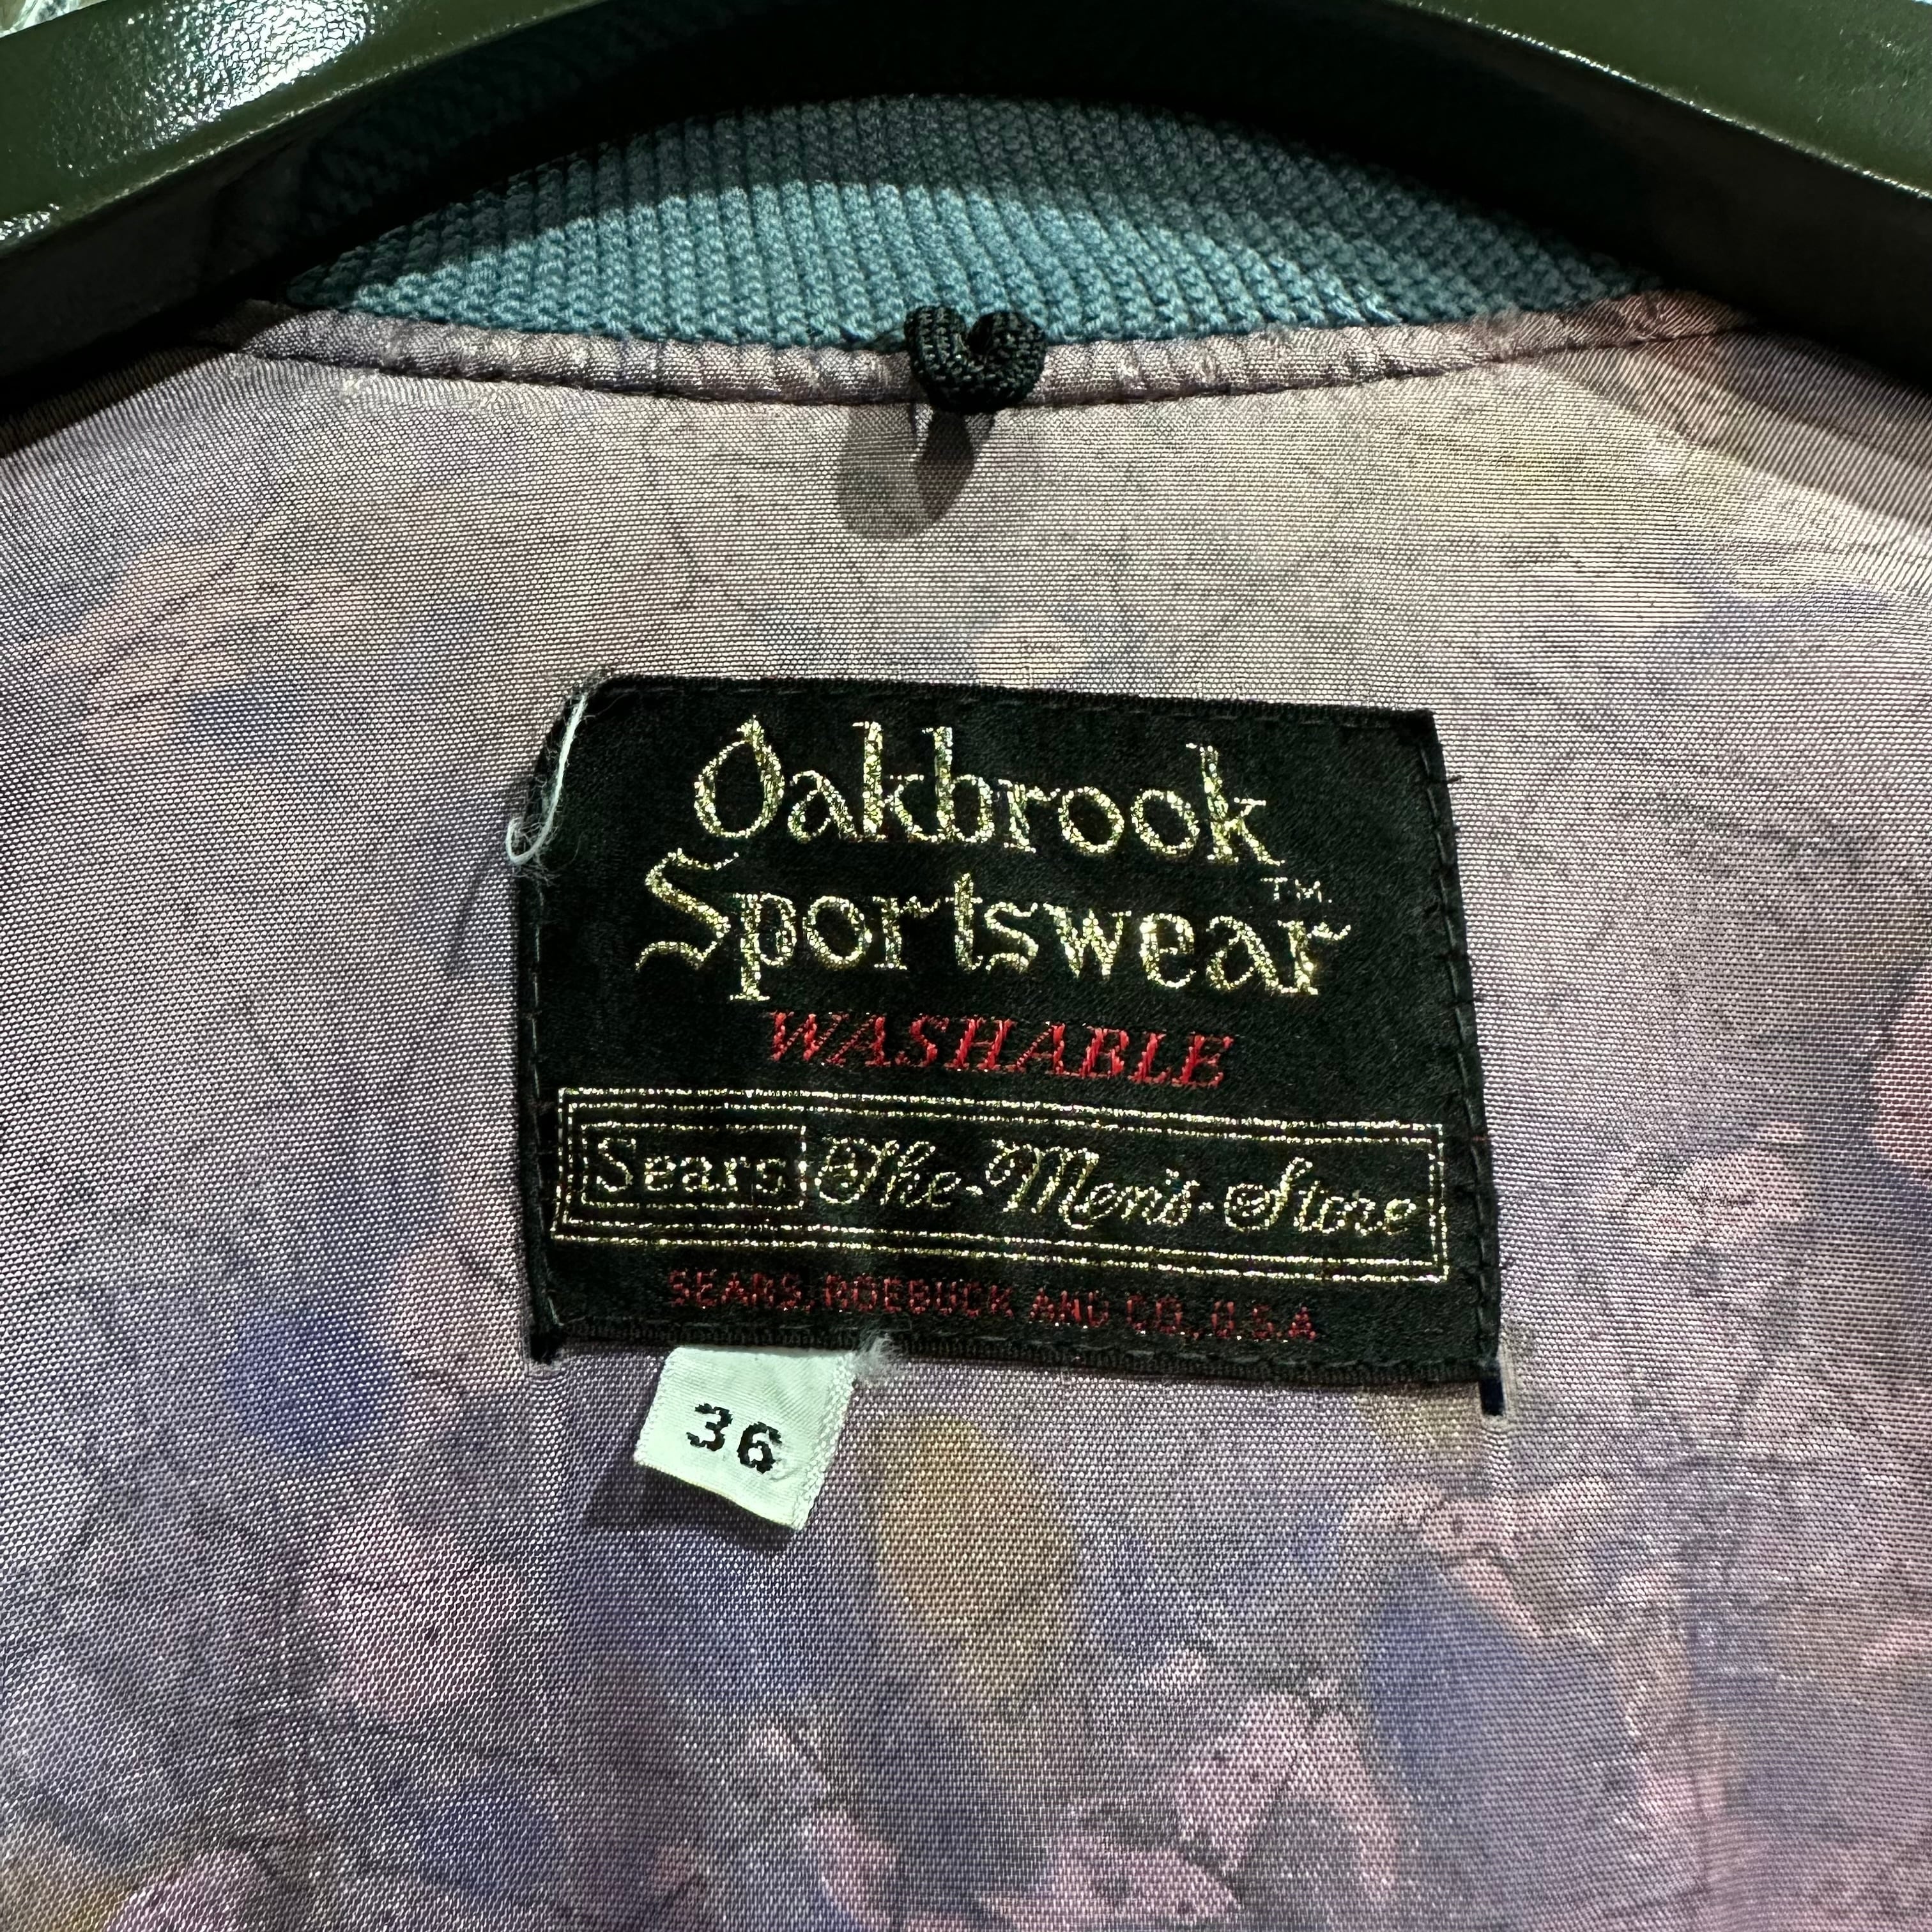 Oakbrook
Sportswear TM.
WASHABLE
Sears The-Men's-Store
SEARS, ROEBUCK AND CO., U.S.A
36